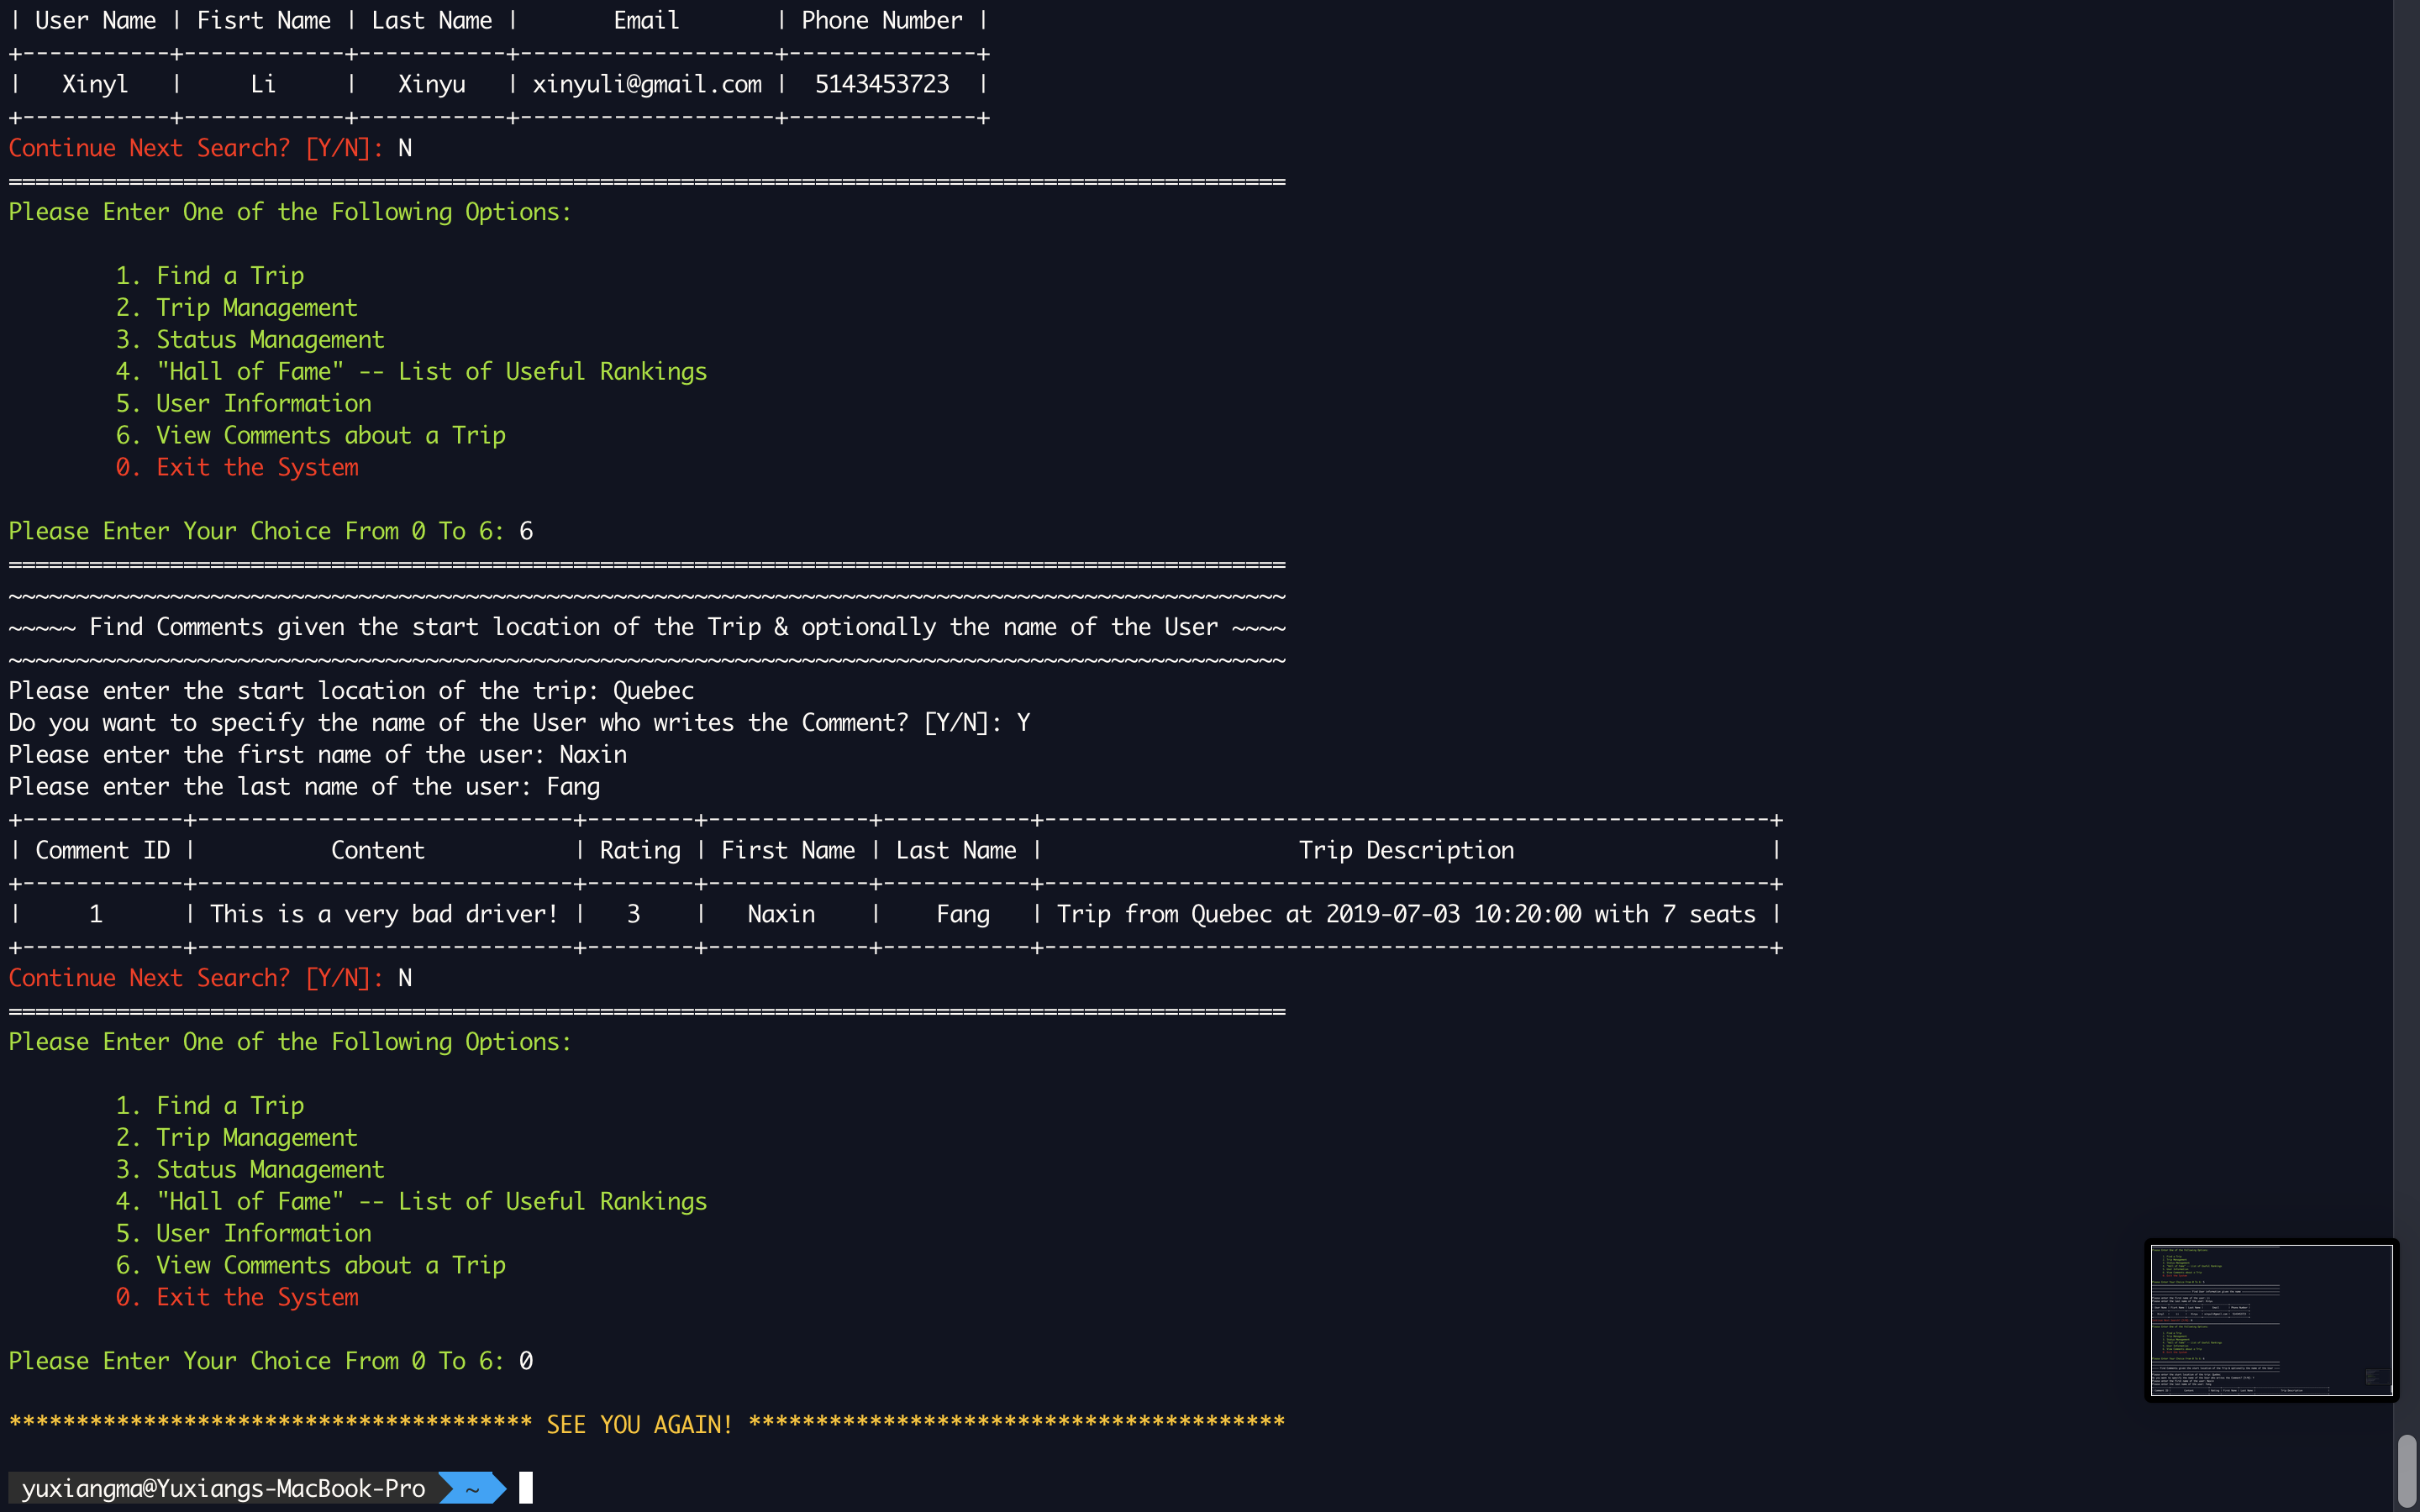 | User Name | Fisrt Name | Last Name |       Email       | Phone Number |
+-----------+------------+-----------+-------------------+--------------+
|   Xinyl   |     Li     |   Xinyu   | xinyuli@gmail.com |  5143453723  |
+-----------+------------+-----------+-------------------+--------------+
Continue Next Search? [Y/N]: N
===============================================================================================
Please Enter One of the Following Options:
1. Find a Trip
2. Trip Management
3. Status Management
4. "Hall of Fame" -- List of Useful Rankings
5. User Information
6. View Comments about a Trip
0. Exit the System
Please Enter Your Choice From 0 To 6: 6
===============================================================================================
~~~~~~~~~~~~~~~~~~~~~~~~~~~~~~~~~~~~~~~~~~~~~~~~~~~~~~~~~~~~~~~~~~~~~~~~~~~~~~~~~~~~~~~~~~~~~~~
~~~~~ Find Comments given the start location of the Trip & optionally the name of the User ~~~~
~~~~~~~~~~~~~~~~~~~~~~~~~~~~~~~~~~~~~~~~~~~~~~~~~~~~~~~~~~~~~~~~~~~~~~~~~~~~~~~~~~~~~~~~~~~~~~~
Please enter the start location of the trip: Quebec
Do you want to specify the name of the User who writes the Comment? [Y/N]: Y
Please enter the first name of the user: Naxin
Please enter the last name of the user: Fang
+------------+----------------------------+--------+------------+-----------+------------------------------------------------------+
| Comment ID |          Content           | Rating | First Name | Last Name |                   Trip Description                   |
+------------+----------------------------+--------+------------+-----------+------------------------------------------------------+
|     1      | This is a very bad driver! |   3    |   Naxin    |    Fang   | Trip from Quebec at 2019-07-03 10:20:00 with 7 seats |
+------------+----------------------------+--------+------------+-----------+------------------------------------------------------+
Continue Next Search? [Y/N]: N
===============================================================================================
Please Enter One of the Following Options:
1. Find a Trip
2. Trip Management
3. Status Management
4. "Hall of Fame" -- List of Useful Rankings
5. User Information
6. View Comments about a Trip
0. Exit the System
Please Enter Your Choice From 0 To 6: 0
*************************************** SEE YOU AGAIN! ****************************************
yuxiangma@Yuxiangs-MacBook-Pro ~